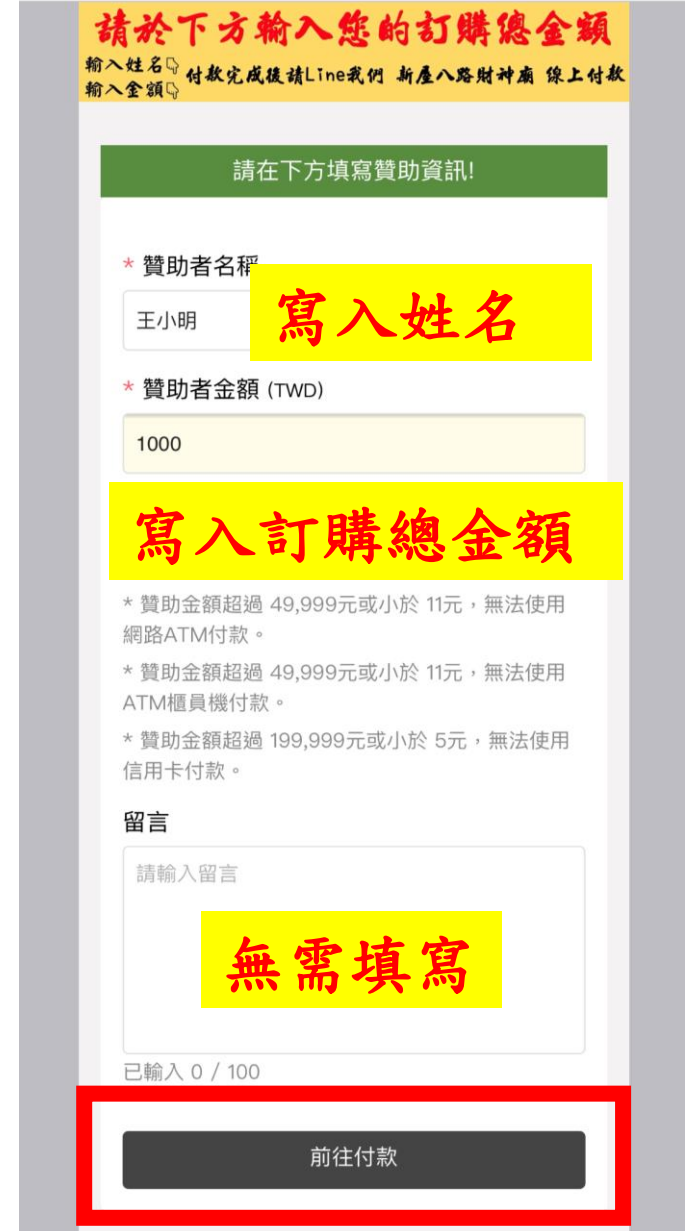 請於下方輸入您的訂購總金額
輸入姓名👇
輸入金額👇
付款完成後請Line我們 新屋八路財神廟 線上付款
請在下方填寫贊助資訊!
* 贊助者名稱
王小明
寫入姓名
* 贊助者金額 (TWD)
1000
寫入訂購總金額
* 贊助金額超過 49,999元或小於 11元，無法使用
網路ATM付款。
* 贊助金額超過 49,999元或小於 11元，無法使用
ATM櫃員機付款。
* 贊助金額超過 199,999元或小於 5元，無法使用
信用卡付款。
留言
請輸入留言
無需填寫
已輸入 0 / 100
前往付款